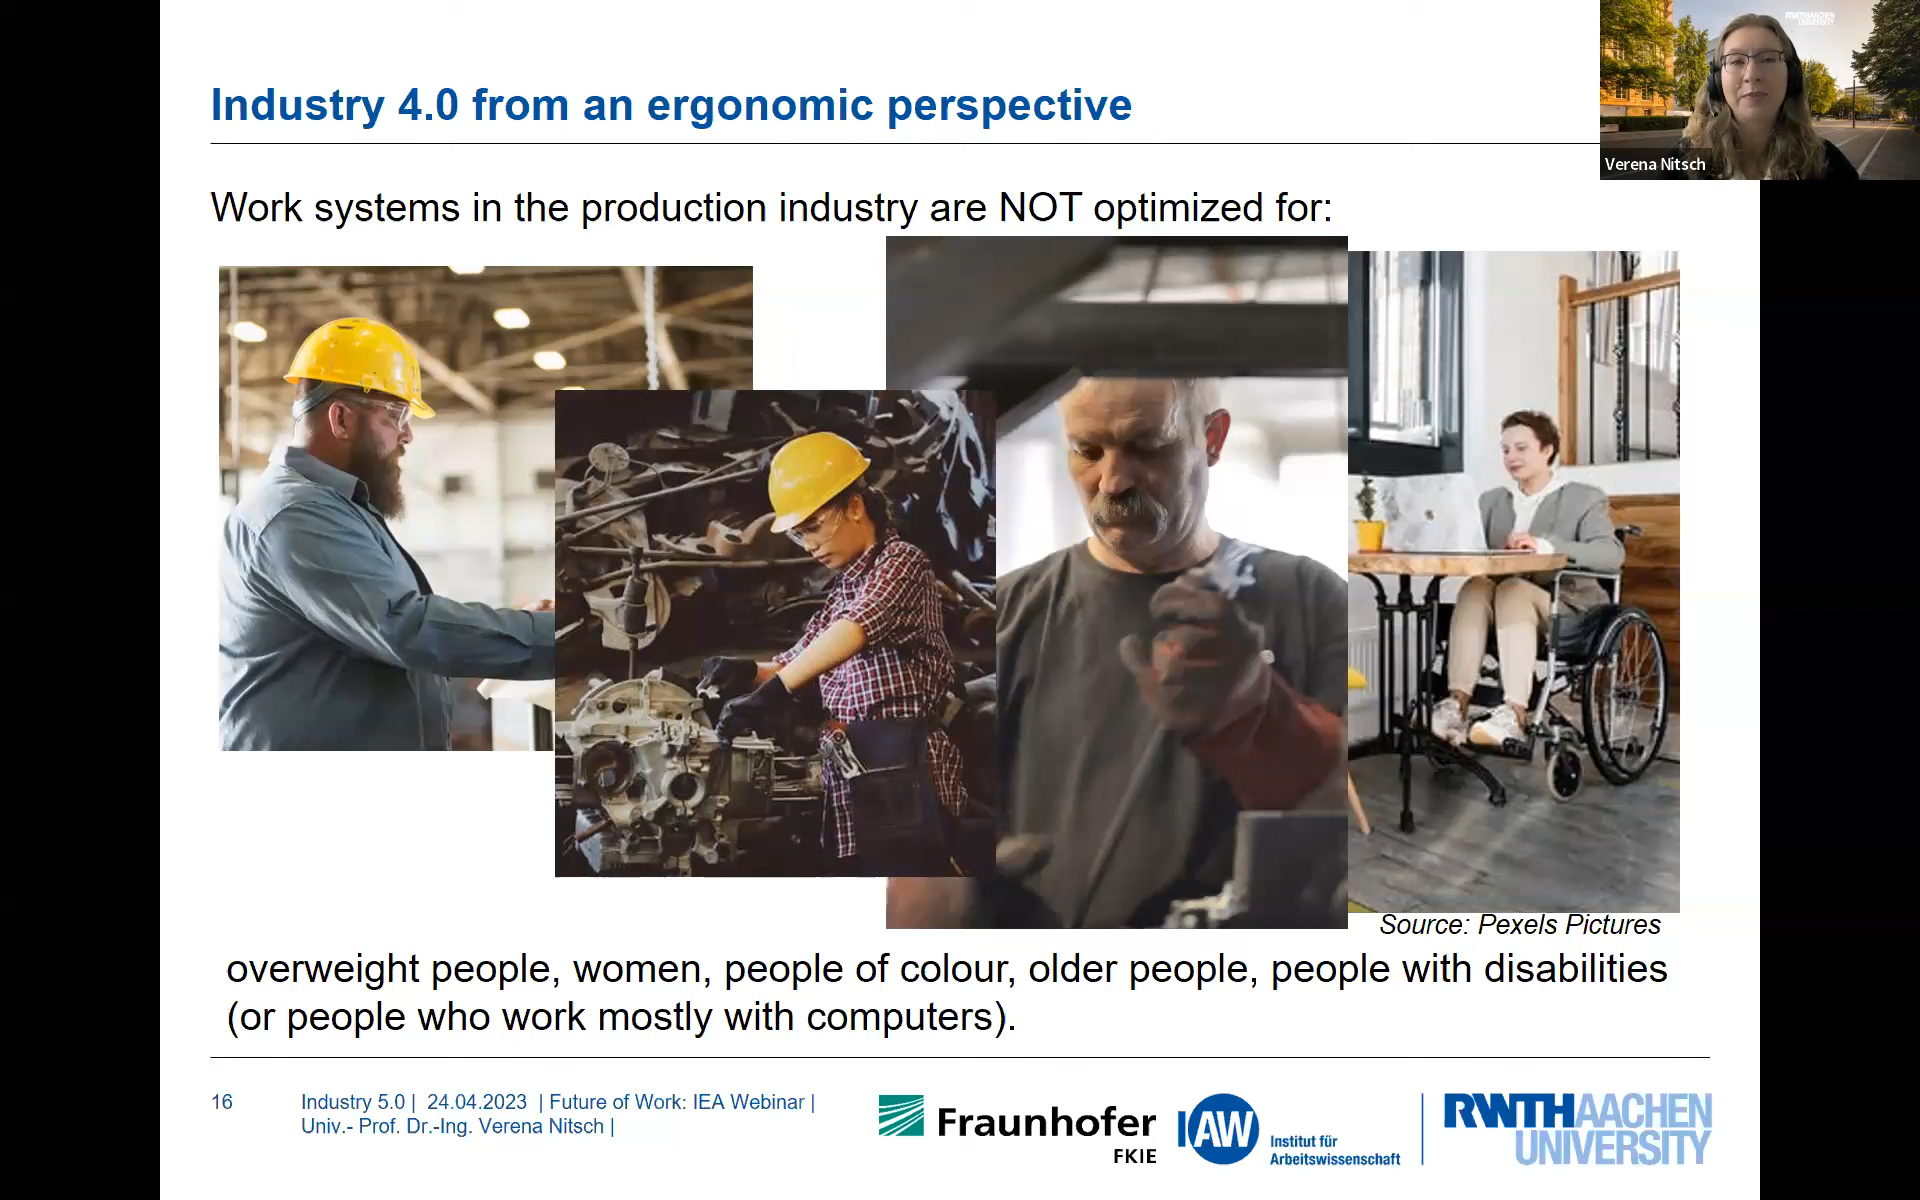 RWTHAACHEN
UNIVERSITY
Verena Nitsch
Industry 4.0 from an ergonomic perspective
Work systems in the production industry are NOT optimized for:
Source: Pexels Pictures
overweight people, women, people of colour, older people, people with disabilities
(or people who work mostly with computers).
16
Industry 5.0 | 24.04.2023 | Future of Work: IEA Webinar |
Univ.- Prof. Dr.-Ing. Verena Nitsch |
Fraunhofer
FKIE
IAW
Institut für
Arbeitswissenschaft
RWTHAACHEN
UNIVERSITY